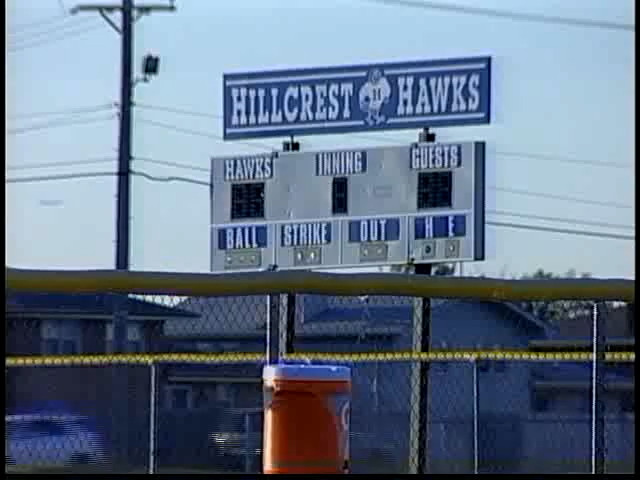 HILLCREST HAWKS
HAWKS INNING GUESTS
BALL STRIKE OUT H E